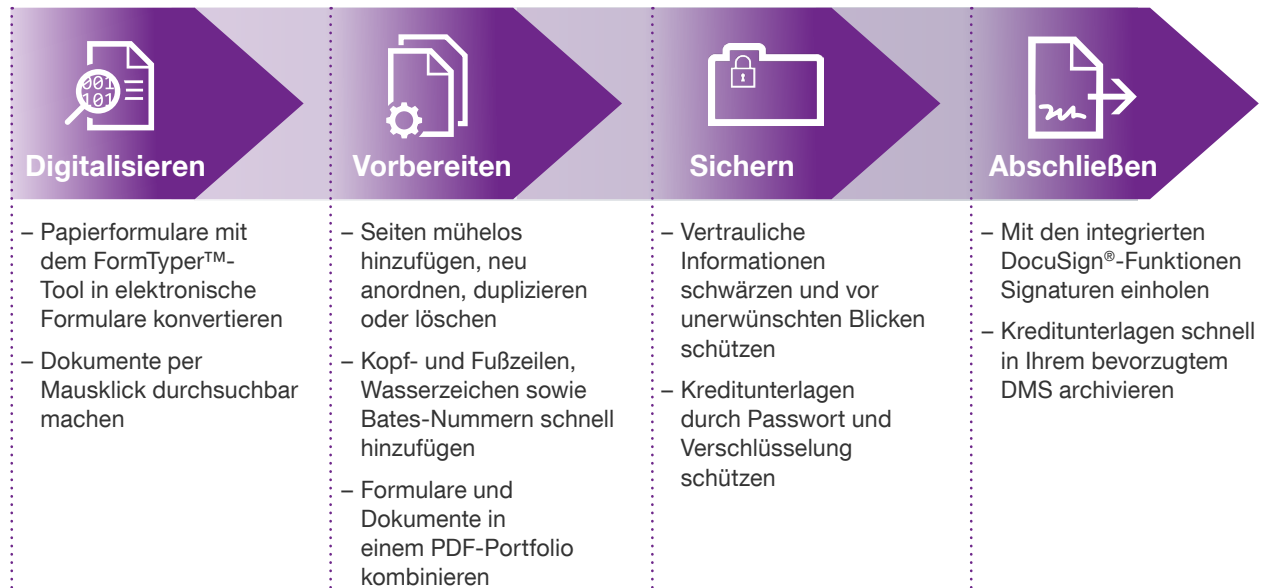 001
101
Digitalisieren
– Papierformulare mit
dem FormTyper™-
Tool in elektronische
Formulare konvertieren
– Dokumente per
Mausklick durchsuchbar
machen
Vorbereiten
– Seiten mühelos
hinzufügen, neu
anordnen, duplizieren
oder löschen
– Kopf- und Fußzeilen,
Wasserzeichen sowie
Bates-Nummern schnell
hinzufügen
– Formulare und
Dokumente in
einem PDF-Portfolio
kombinieren
Sichern
– Vertrauliche
Informationen
schwärzen und vor
unerwünschten Blicken
schützen
– Kreditunterlagen
durch Passwort und
Verschlüsselung
schützen
Abschließen
– Mit den integrierten
DocuSign®-Funktionen
Signaturen einholen
– Kreditunterlagen schnell
in Ihrem bevorzugtem
DMS archivieren